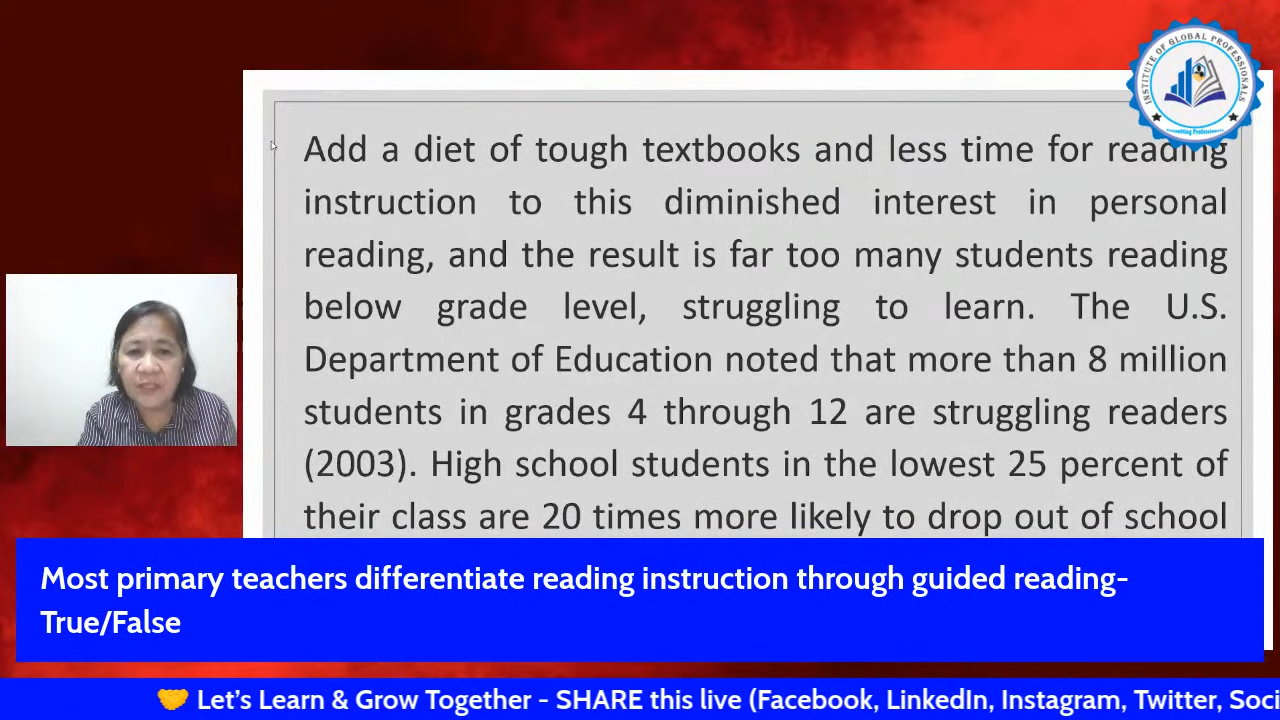 INSTITUTE OF GLOBAL PROFESSIONALS
Add a diet of tough textbooks and less time for reading
instruction to this diminished interest in personal
reading, and the result is far too many students reading
below grade level, struggling to learn. The U.S.
Department of Education noted that more than 8 million
students in grades 4 through 12 are struggling readers
(2003). High school students in the lowest 25 percent of
their class are 20 times more likely to drop out of school
Most primary teachers differentiate reading instruction through guided reading-
True/False
🤝 Let's Learn & Grow Together - SHARE this live (Facebook, LinkedIn, Instagram, Twitter, Soci